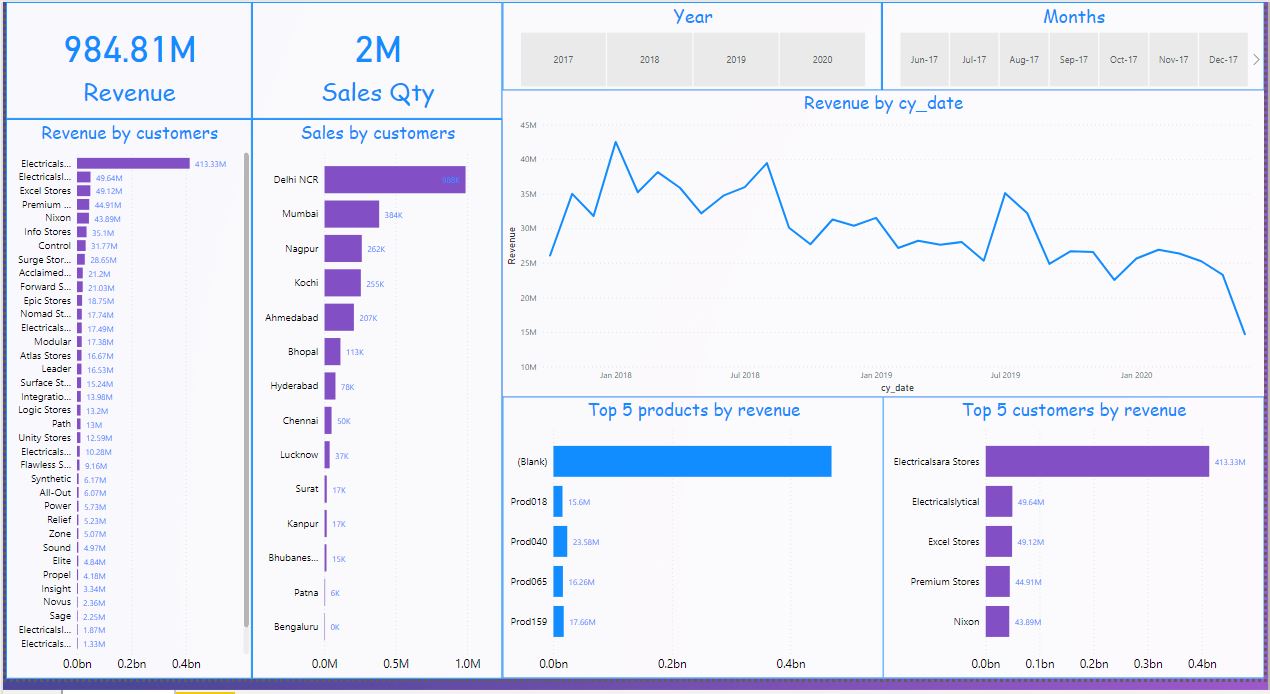 984.81M
Revenue
2M
Sales Qty
Year
2017 2018 2019 2020
Months
Jun-17 Jul-17 Aug-17 Sep-17 Oct-17 Nov-17 Dec-17
Revenue by customers
Electricals... 413.33M
Electricalsl... 49.64M
Excel Stores 49.12M
Premium ... 44.91M
Nixon 43.89M
Info Stores 35.1M
Control 31.77M
Surge Stor... 28.65M
Acclaimed... 21.2M
Forward S... 21.03M
Epic Stores 18.75M
Nomad St... 17.74M
Electricals... 17.49M
Modular 17.38M
Atlas Stores 16.67M
Leader 16.53M
Surface St... 15.24M
Integratio... 13.98M
Logic Stores 13.2M
Path 13M
Unity Stores 12.59M
Electricals... 10.28M
Flawless S... 9.16M
Synthetic 6.17M
All-Out 6.07M
Power 5.73M
Relief 5.23M
Zone 5.07M
Sound 4.97M
Elite 4.84M
Propel 4.18M
Insight 3.34M
Novus 2.36M
Sage 2.25M
Electricalsl... 1.87M
Electricals... 1.33M
0.0bn 0.2bn 0.4bn
Sales by customers
Delhi NCR 988K
Mumbai 384K
Nagpur 262K
Kochi 255K
Ahmedabad 207K
Bhopal 113K
Hyderabad 78K
Chennai 50K
Lucknow 37K
Surat 17K
Kanpur 17K
Bhubanes... 15K
Patna 6K
Bengaluru 0K
0.0M 0.5M 1.0M
Revenue by cy_date
Revenue
45M
40M
35M
30M
25M
20M
15M
10M
Jan 2018 Jul 2018 Jan 2019 Jul 2019 Jan 2020
cy_date
Top 5 products by revenue
(Blank)
Prod018 15.6M
Prod040 23.58M
Prod065 16.26M
Prod159 17.66M
0.0bn 0.2bn 0.4bn
Top 5 customers by revenue
Electricalsara Stores 413.33M
Electricalslytical 49.64M
Excel Stores 49.12M
Premium Stores 44.91M
Nixon 43.89M
0.0bn 0.1bn 0.2bn 0.3bn 0.4bn